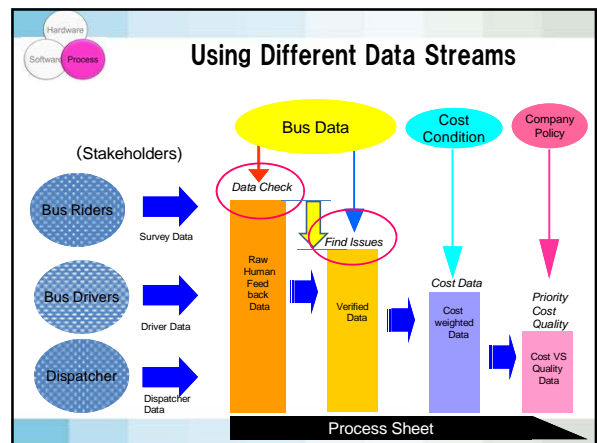 Hardware
Software
Process
Using Different Data Streams
Bus Data
Cost
Condition
Company
Policy
(Stakeholders)
Data Check
Bus Riders
Survey Data
Find Issues
Raw
Human
Feed
back
Data
Verified
Data
Bus Drivers
Driver Data
Cost Data
Cost
weighted
Data
Priority
Cost
Quality
Cost VS
Quality
Data
Dispatcher
Dispatcher
Data
Process Sheet